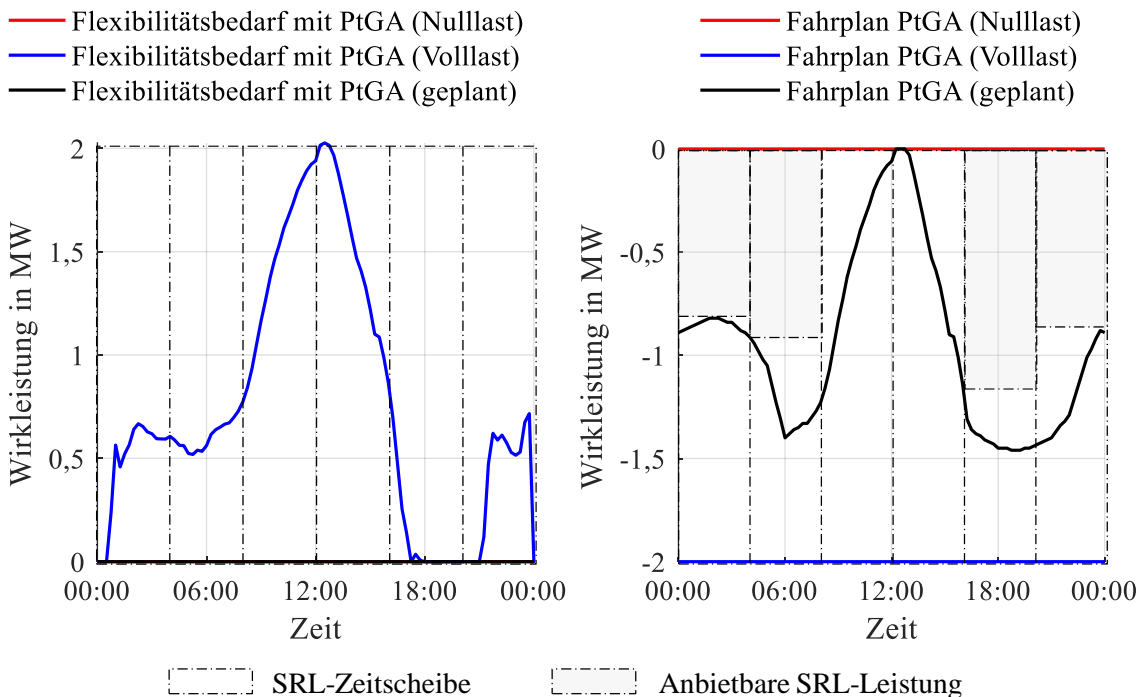 Flexibilitätsbedarf mit PtGA (Nulllast)
Flexibilitätsbedarf mit PtGA (Volllast)
Flexibilitätsbedarf mit PtGA (geplant)
Fahrplan PtGA (Nulllast)
Fahrplan PtGA (Volllast)
Fahrplan PtGA (geplant)
Wirkleistung in MW
2
1,5
1
0,5
0
00:00 06:00 12:00 18:00 00:00
Zeit
Wirkleistung in MW
0
-0,5
-1
-1,5
-2
00:00 06:00 12:00 18:00 00:00
Zeit
SRL-Zeitscheibe
Anbietbare SRL-Leistung